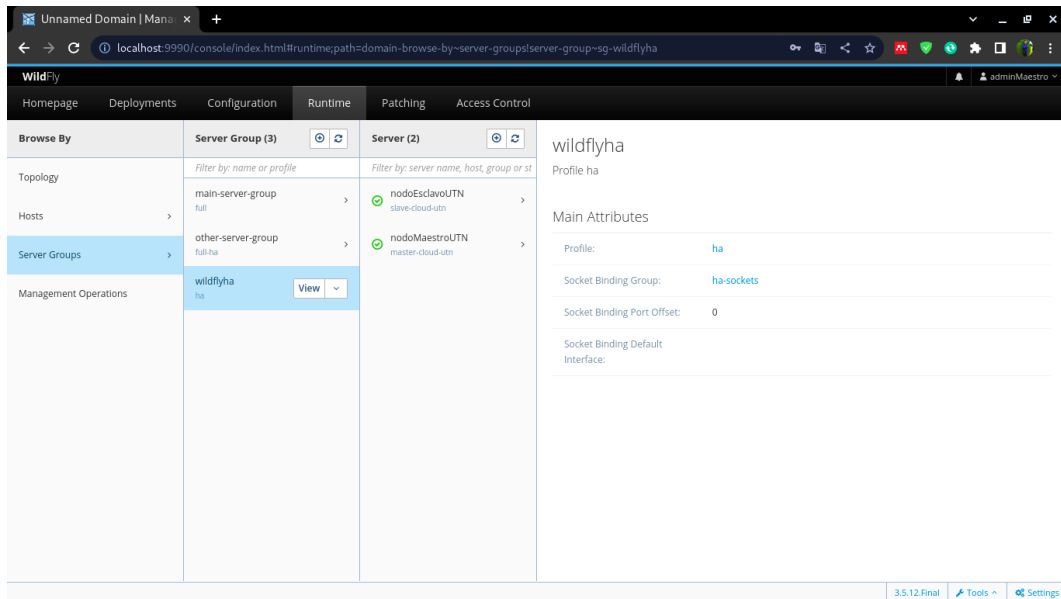 Unnamed Domain | Mana
localhost:9990/console/index.html#runtime;path=domain-browse-by~server-groups!server-group~sg-wildflyha
WildFly
adminMaestro
Homepage Deployments Configuration Runtime Patching Access Control
Browse By
Topology
Hosts
Server Groups
Management Operations
Server Group (3)
Filter by: name or profile
main-server-group
full
other-server-group
full-ha
wildflyha
ha
View
Server (2)
Filter by: server name, host, group or st
nodoEsclavoUTN
slave-cloud-utn
nodoMaestroUTN
master-cloud-utn
wildflyha
Profile ha
Main Attributes
Profile: ha
Socket Binding Group: ha-sockets
Socket Binding Port Offset: 0
Socket Binding Default
Interface:
3.5.12.Final Tools Settings